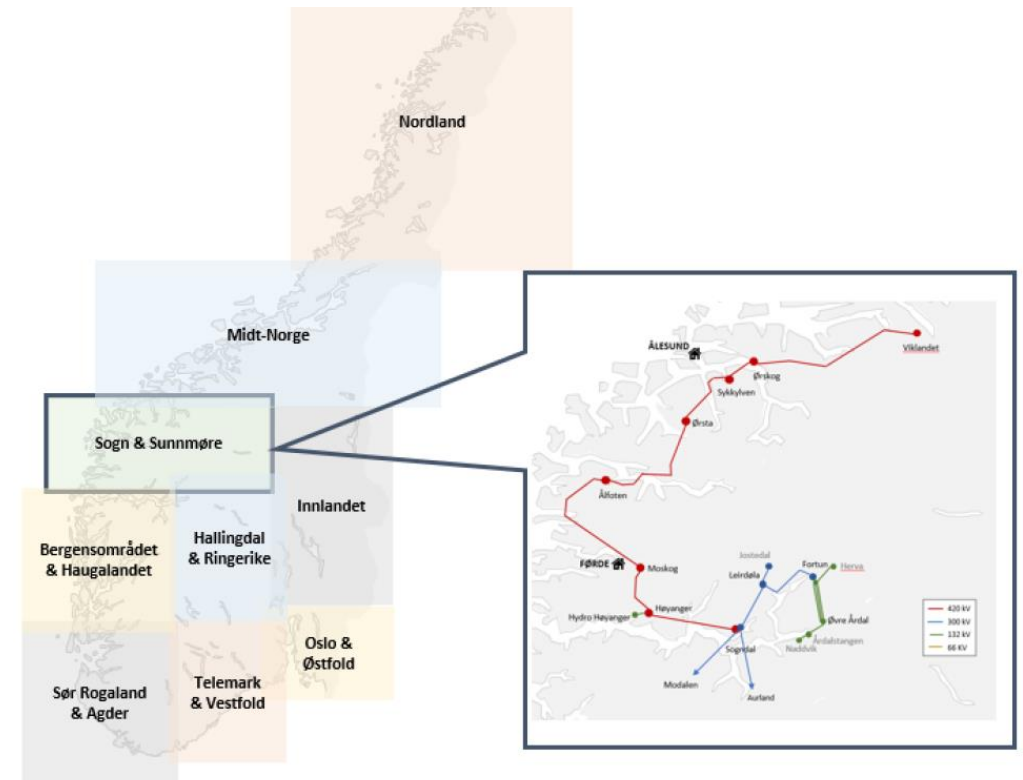 Nordland
Midt-Norge
Sogn & Sunnmøre
Innlandet
Bergensområdet
& Haugalandet
Hallingdal
& Ringerike
Oslo &
Østfold
Sør Rogaland
& Agder
Telemark
& Vestfold
ÅLESUND
Viklandet
Ørskog
Sykkylven
Ørsta
Ålfoten
FØRDE
Moskog
Jostedal
Leirdøla
Fortun
Herva
Høyanger
Hydro Høyanger
Øvre Årdal
Årdalstangen
Naddvik
Sogndal
Modalen
Aurland
420 kV
300 kV
132 kV
66 KV